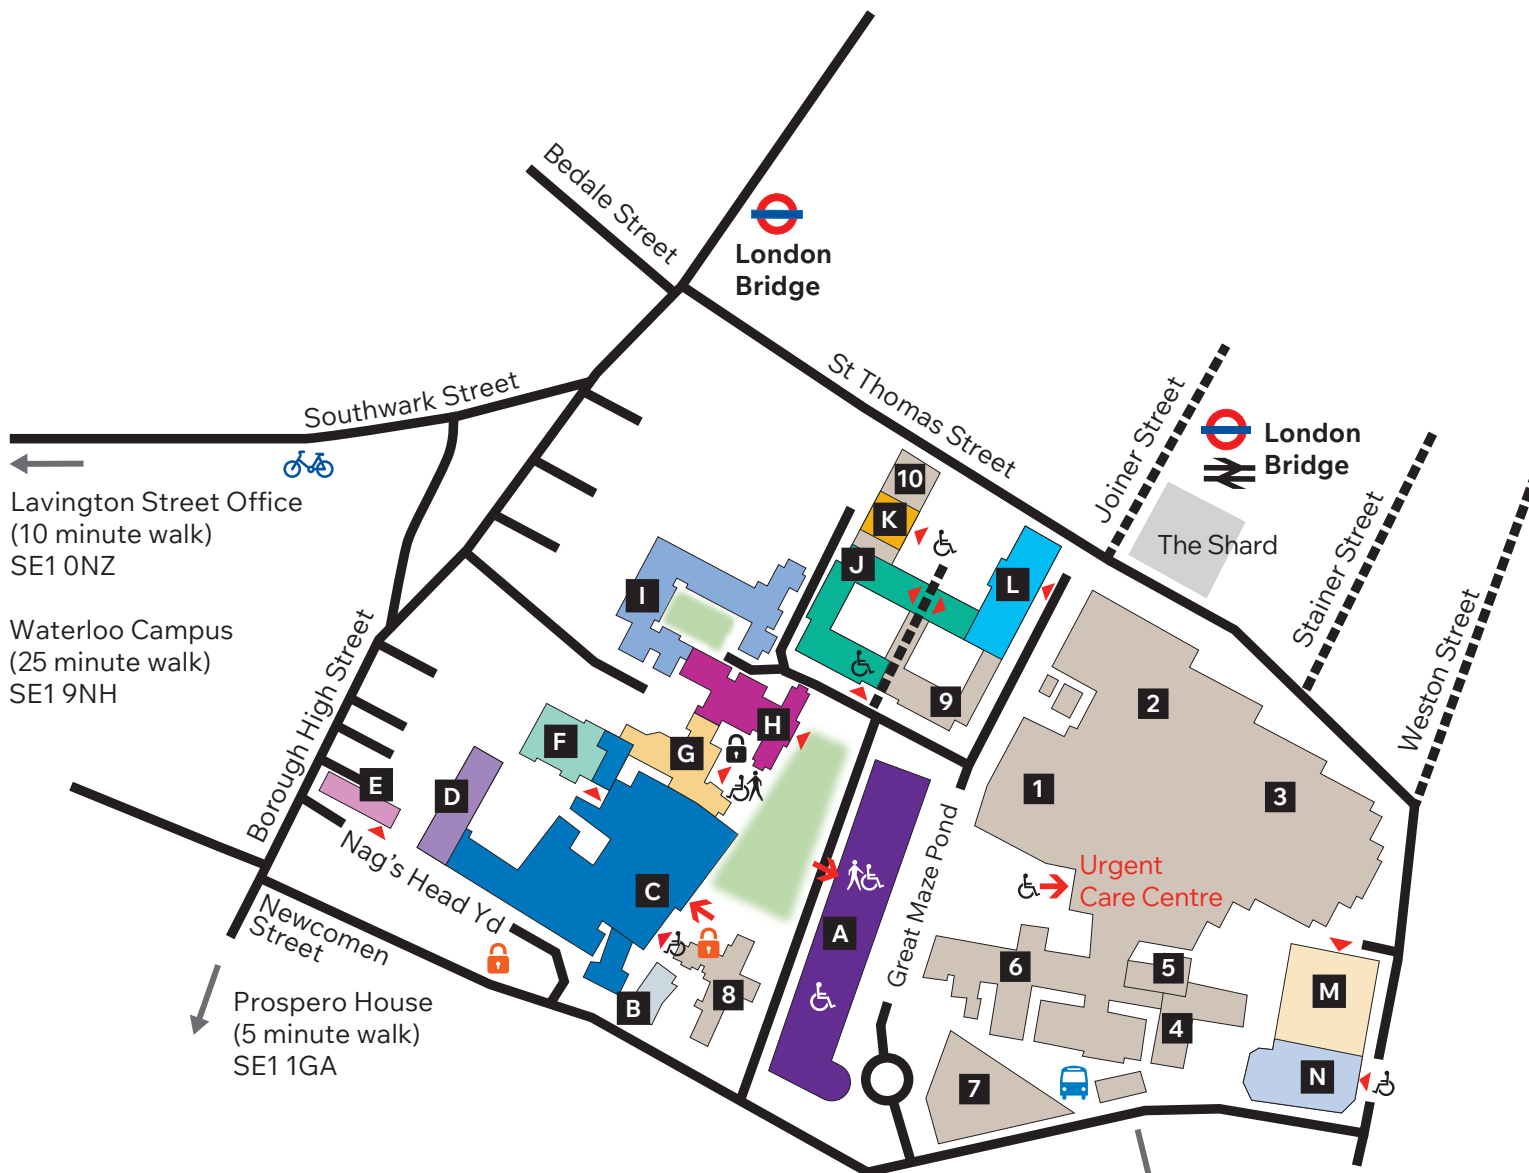 Bedale Street
London
Bridge
St Thomas Street
Southwark Street
Joiner Street
London
Bridge
The Shard
Stainer Street
Weston Street
Lavington Street Office
(10 minute walk)
SE1 0NZ
Waterloo Campus
(25 minute walk)
SE1 9NH
Borough High Street
10
K
J
L
I
9
2
H
F
G
E
D
1
3
Nag's Head Yd
Great Maze Pond
Urgent
Care Centre
C
A
Newcomen
Street
6
5
M
B
8
4
Prospero House
(5 minute walk)
SE1 1GA
7
N